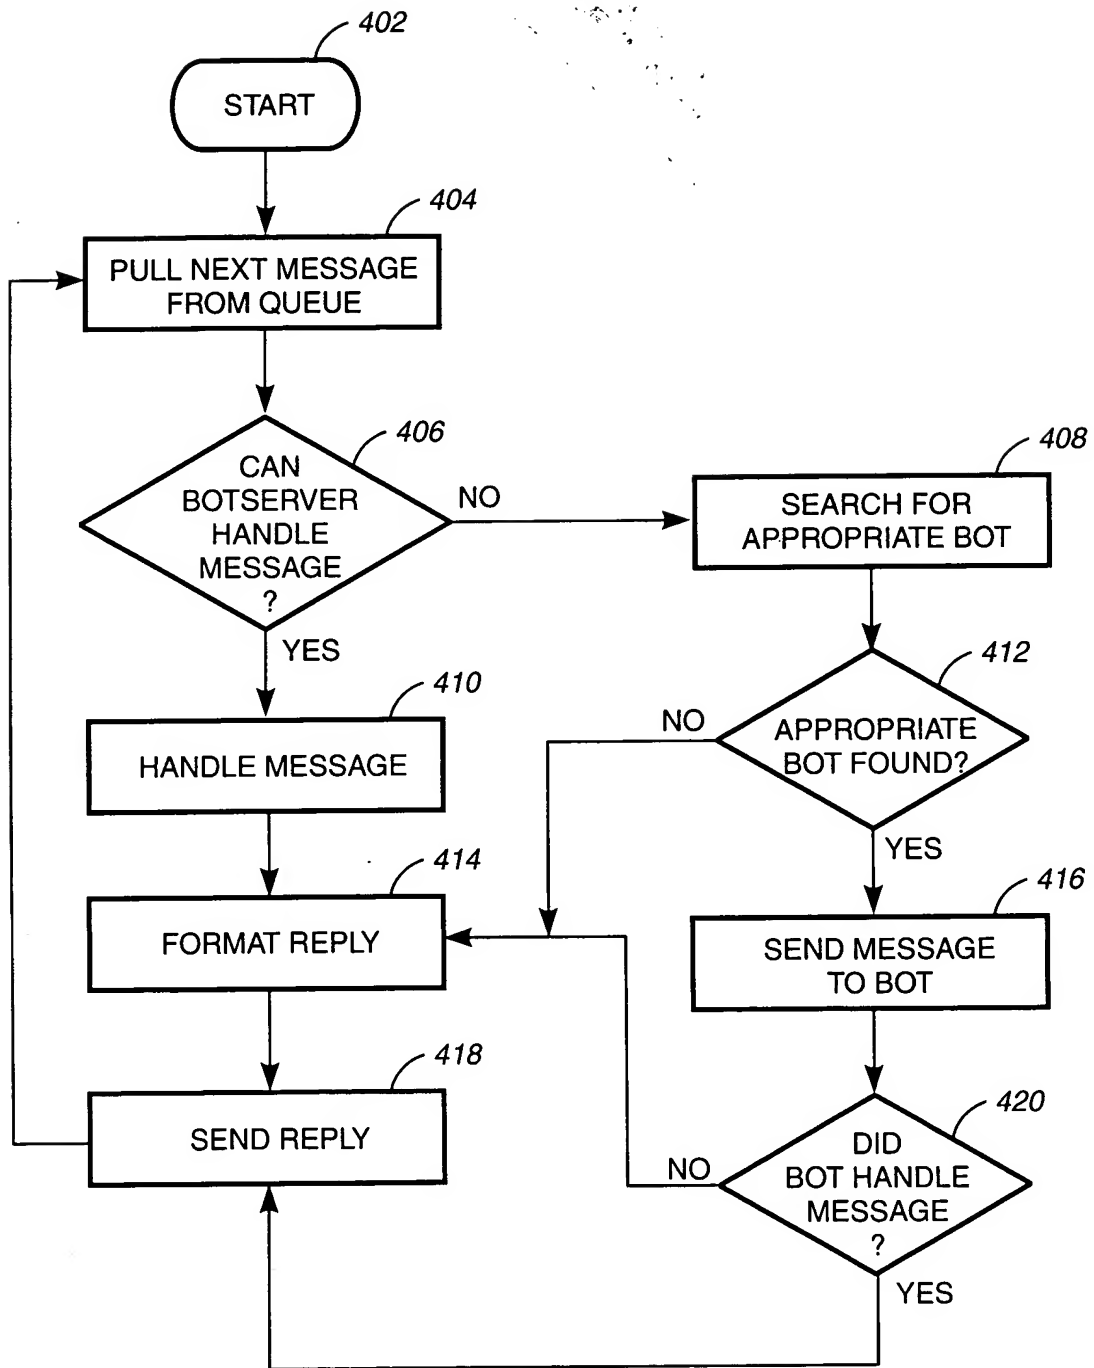 402
START
404
PULL NEXT MESSAGE
FROM QUEUE
406
CAN
BOTSERVER
HANDLE
MESSAGE
?
NO
YES
408
SEARCH FOR
APPROPRIATE BOT
410
HANDLE MESSAGE
412
APPROPRIATE
BOT FOUND?
NO
YES
414
FORMAT REPLY
416
SEND MESSAGE
TO BOT
418
SEND REPLY
420
DID
BOT HANDLE
MESSAGE
?
NO
YES